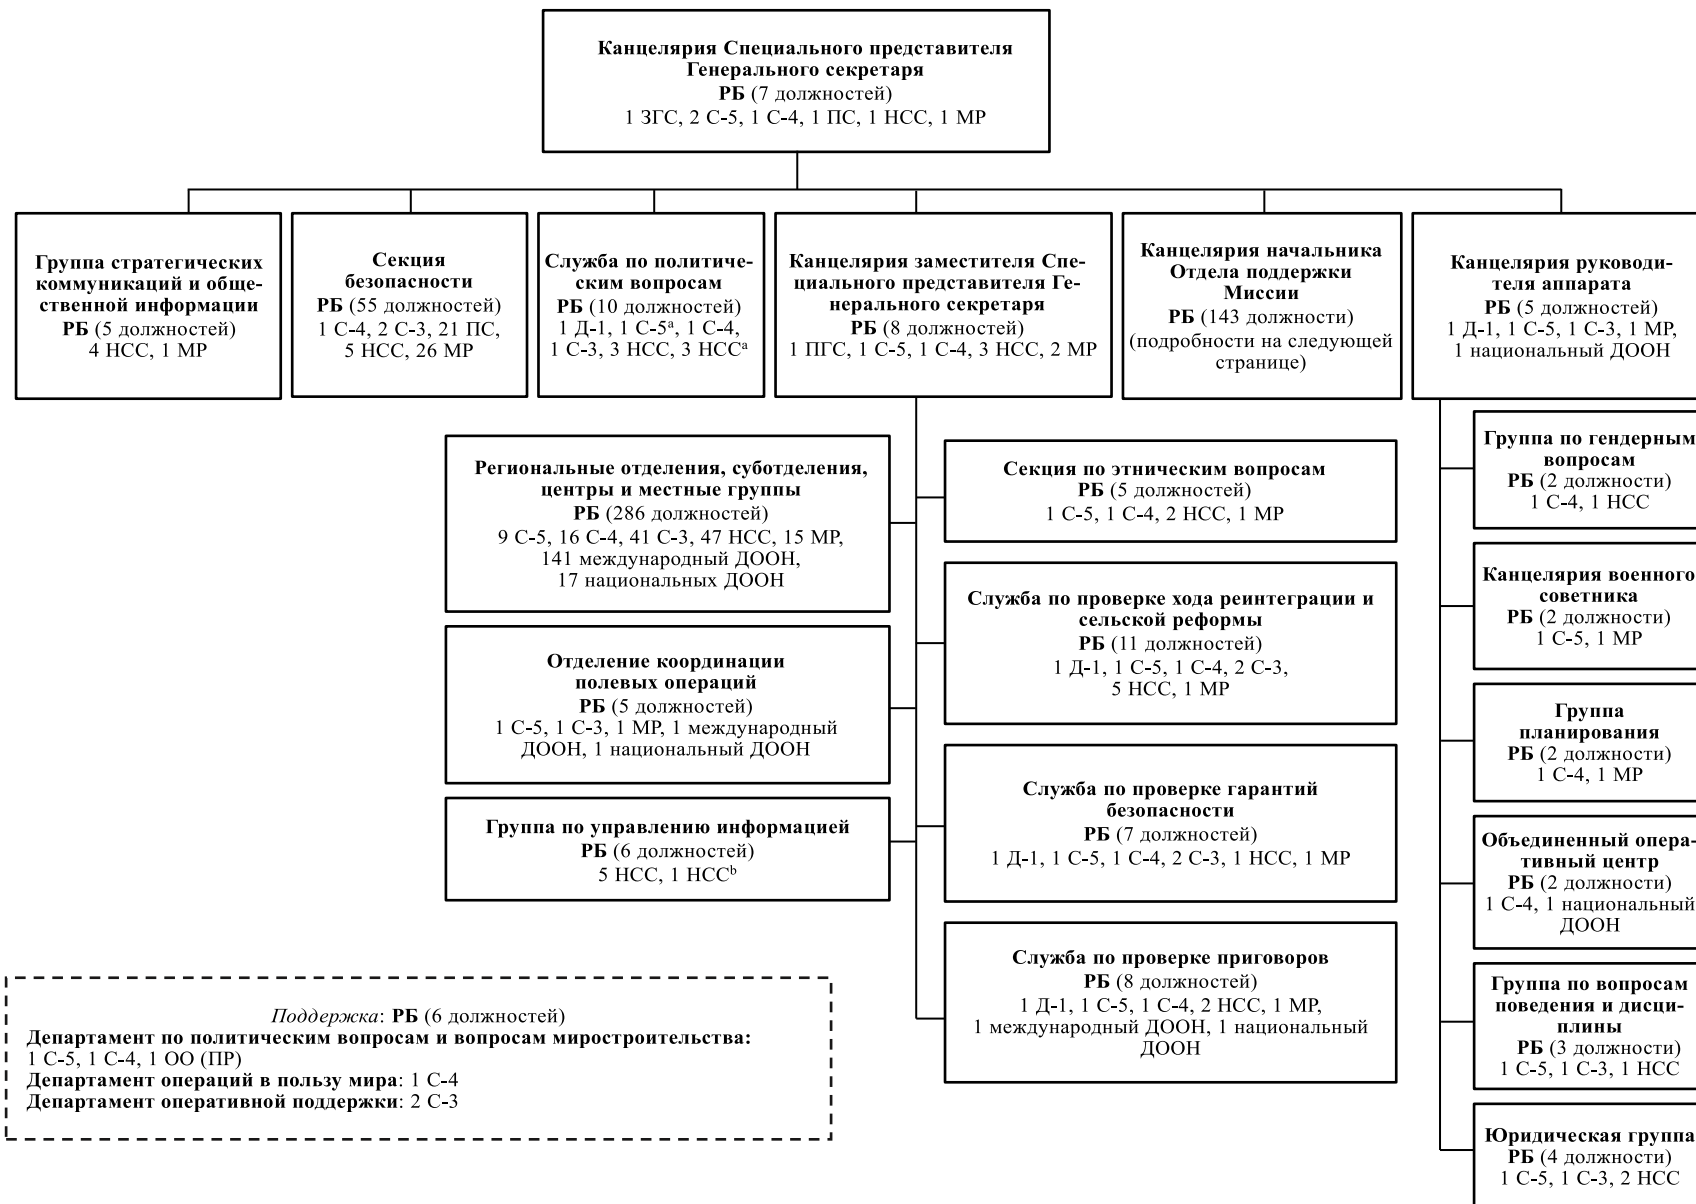 Канцелярия Специального представителя
Генерального секретаря
РБ (7 должностей)
1 ЗГС, 2 С-5, 1 С-4, 1 ПС, 1 НСС, 1 МР
Группа стратегических
коммуникаций и обще-
ственной информации
РБ (5 должностей)
4 НСС, 1 МР
Секция
безопасности
РБ (55 должностей)
1 С-4, 2 С-3, 21 ПС,
5 НСС, 26 МР
Служба по политиче-
ским вопросам
РБ (10 должностей)
1 Д-1, 1 С-5ᵃ, 1 С-4,
1 С-3, 3 НСС, 3 НССᵃ
Канцелярия заместителя Спе-
циального представителя Ге-
нерального секретаря
РБ (8 должностей)
1 ПГС, 1 С-5, 1 С-4, 3 НСС, 2 МР
Канцелярия начальника
Отдела поддержки
Миссии
РБ (143 должности)
(подробности на следующей
странице)
Канцелярия руководи-
теля аппарата
РБ (5 должностей)
1 Д-1, 1 С-5, 1 С-3, 1 МР,
1 национальный ДООН
Региональные отделения, суботделения,
центры и местные группы
РБ (286 должностей)
9 С-5, 16 С-4, 41 С-3, 47 НСС, 15 МР,
141 международный ДООН,
17 национальных ДООН
Отделение координации
полевых операций
РБ (5 должностей)
1 С-5, 1 С-3, 1 МР, 1 международный
ДООН, 1 национальный ДООН
Группа по управлению информацией
РБ (6 должностей)
5 НСС, 1 НССᵇ
Секция по этническим вопросам
РБ (5 должностей)
1 С-5, 1 С-4, 2 НСС, 1 МР
Служба по проверке хода реинтеграции и
сельской реформы
РБ (11 должностей)
1 Д-1, 1 С-5, 1 С-4, 2 С-3,
5 НСС, 1 МР
Служба по проверке гарантий
безопасности
РБ (7 должностей)
1 Д-1, 1 С-5, 1 С-4, 2 С-3, 1 НСС, 1 МР
Служба по проверке приговоров
РБ (8 должностей)
1 Д-1, 1 С-5, 1 С-4, 2 НСС, 1 МР,
1 международный ДООН, 1 национальный
ДООН
Группа по гендерным
вопросам
РБ (2 должности)
1 С-4, 1 НСС
Канцелярия военного
советника
РБ (2 должности)
1 С-5, 1 МР
Группа
планирования
РБ (2 должности)
1 С-4, 1 МР
Объединенный опера-
тивный центр
РБ (2 должности)
1 С-4, 1 национальный
ДООН
Группа по вопросам
поведения и дисци-
плины
РБ (3 должности)
1 С-5, 1 С-3, 1 НСС
Юридическая группа
РБ (4 должности)
1 С-5, 1 С-3, 2 НСС
Поддержка: РБ (6 должностей)
Департамент по политическим вопросам и вопросам миростроительства:
1 С-5, 1 С-4, 1 ОО (ПР)
Департамент операций в пользу мира: 1 С-4
Департамент оперативной поддержки: 2 С-3